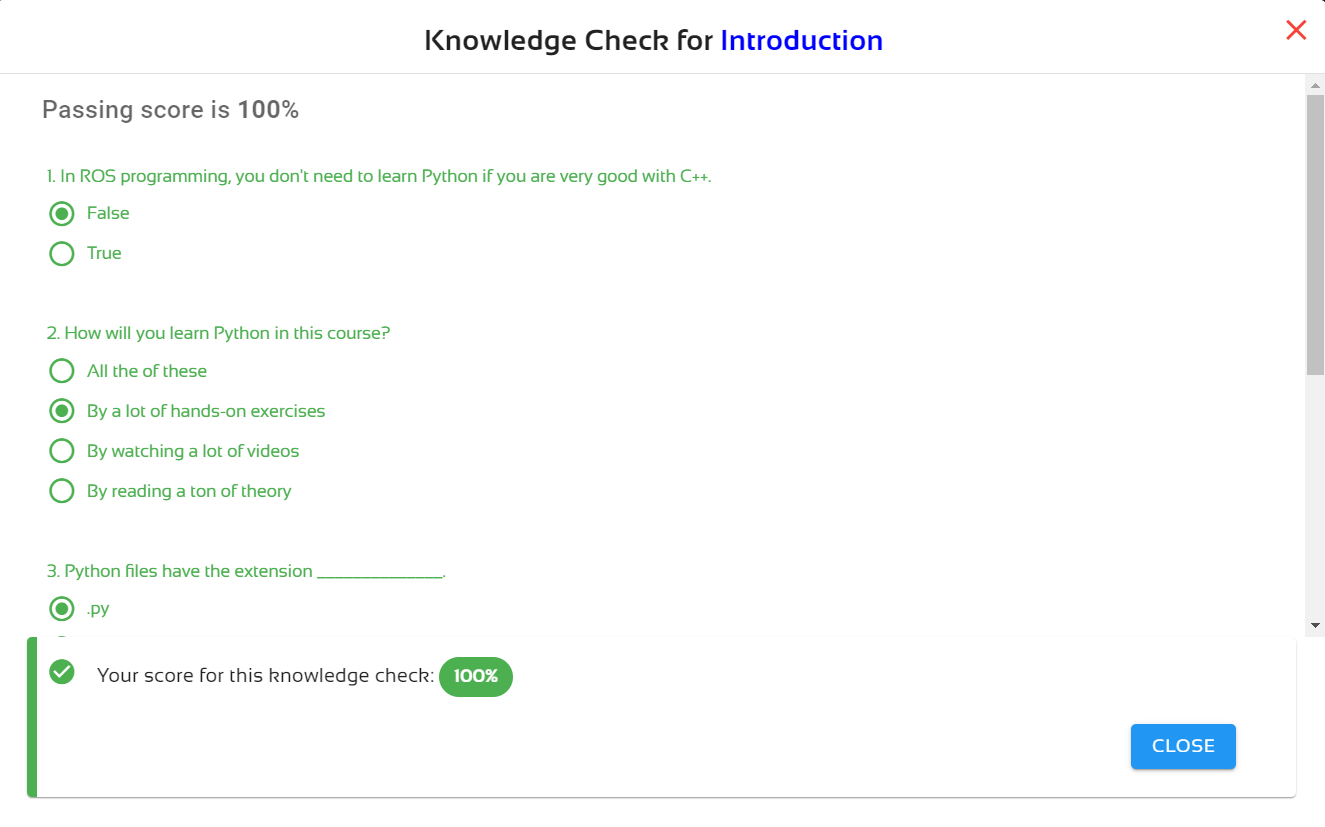 Knowledge Check for Introduction
Passing score is 100%
1. In ROS programming, you don't need to learn Python if you are very good with C++.
False
True
2. How will you learn Python in this course?
All the of these
By a lot of hands-on exercises
By watching a lot of videos
By reading a ton of theory
3. Python files have the extension ______________.
.py
Your score for this knowledge check: 100%
CLOSE